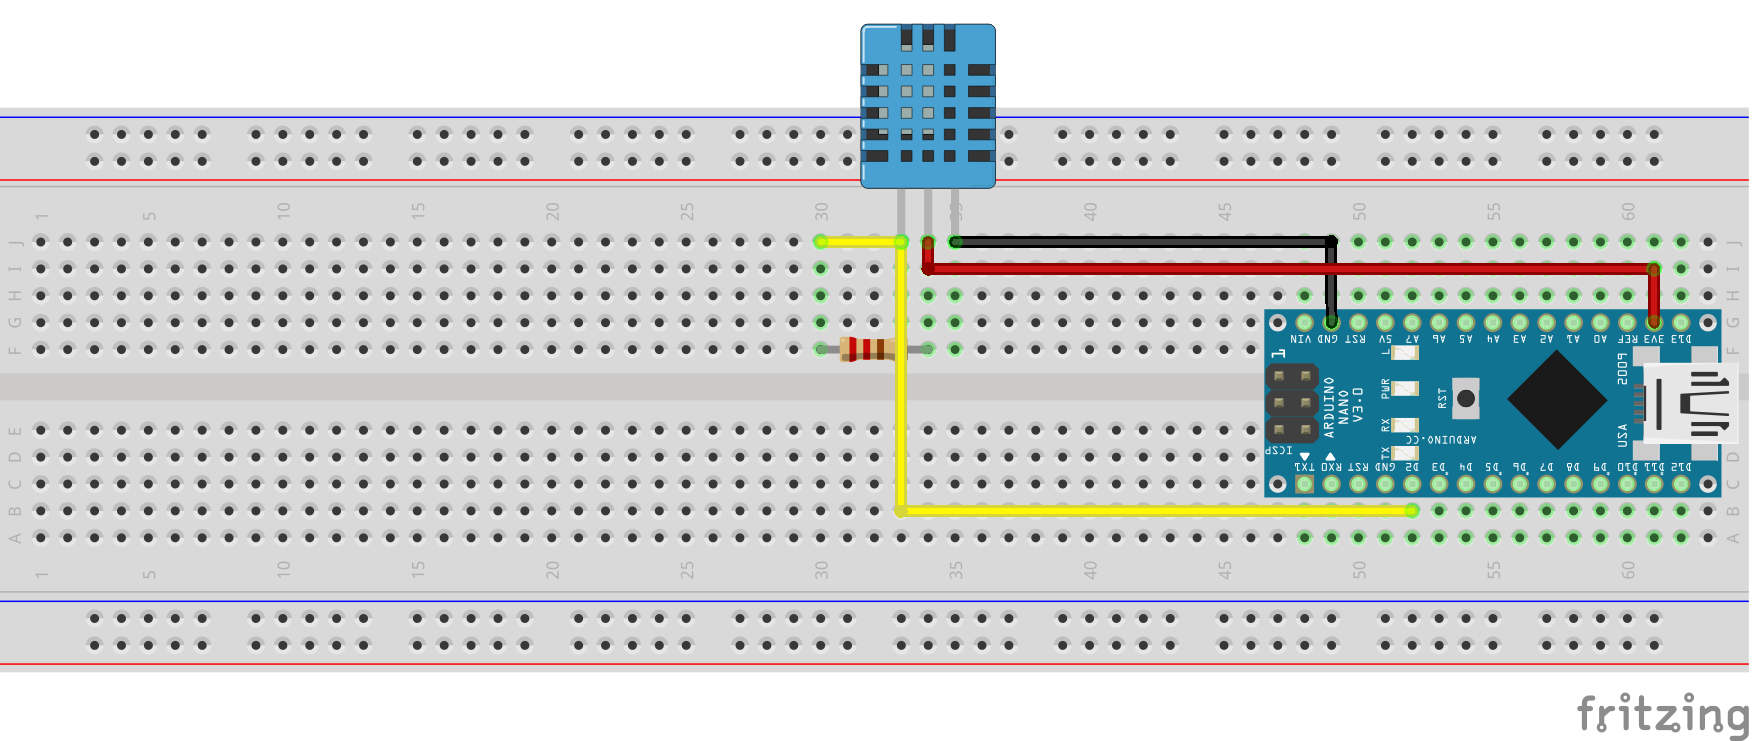 1 5 10 15 20 25 30 35 40 45 50 55 60
J J
I I
H H
G G
F F
VIN GND RST 5V A7 A6 A5 A4 A3 A2 A1 A0 REF 3V3 D13
1
L
PWR
RX
TX
ARDUINO
NANO
V3.0
RST
ARDUINO.CC
2009
USA
ICSP
E
D D
C C
B B
A A
TX1 RX0 RST GND D2 D3 D4 D5 D6 D7 D8 D9 D10 D11 D12
1 5 10 15 20 25 30 35 40 45 50 55 60
fritzing